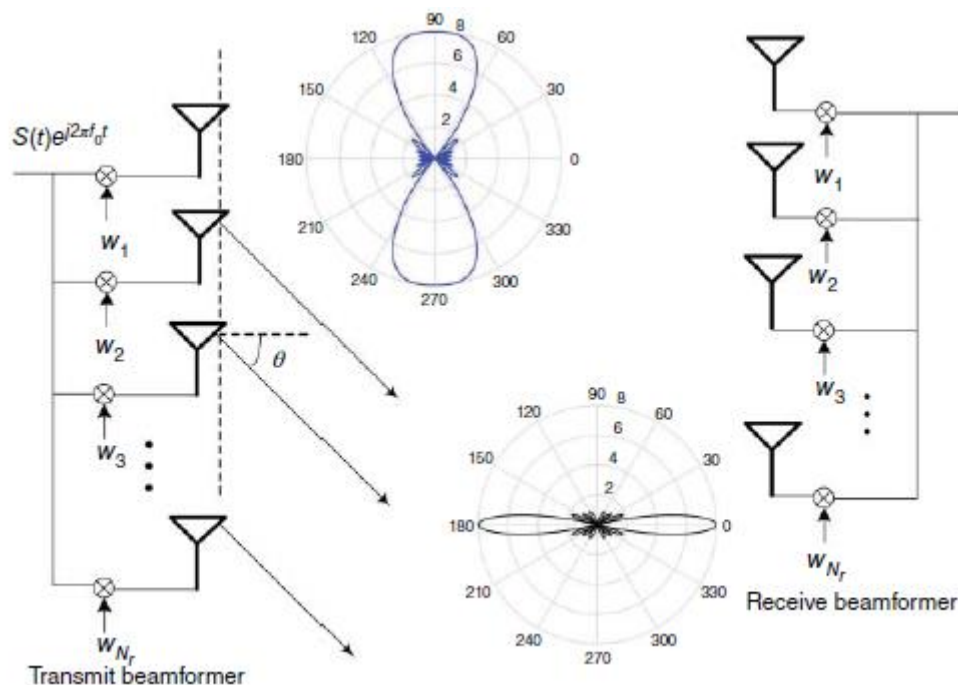 S(t)e^{j2πf_0t}
w_1
w_2
w_3
w_{N_r}
Transmit beamformer
θ
90 8
120 60
6
150 4 30
2
180 0
210 330
240 300
270
90 8
120 60
6
150 4 30
2
180 0
210 330
240 300
270
w_1
w_2
w_3
w_{N_r}
Receive beamformer